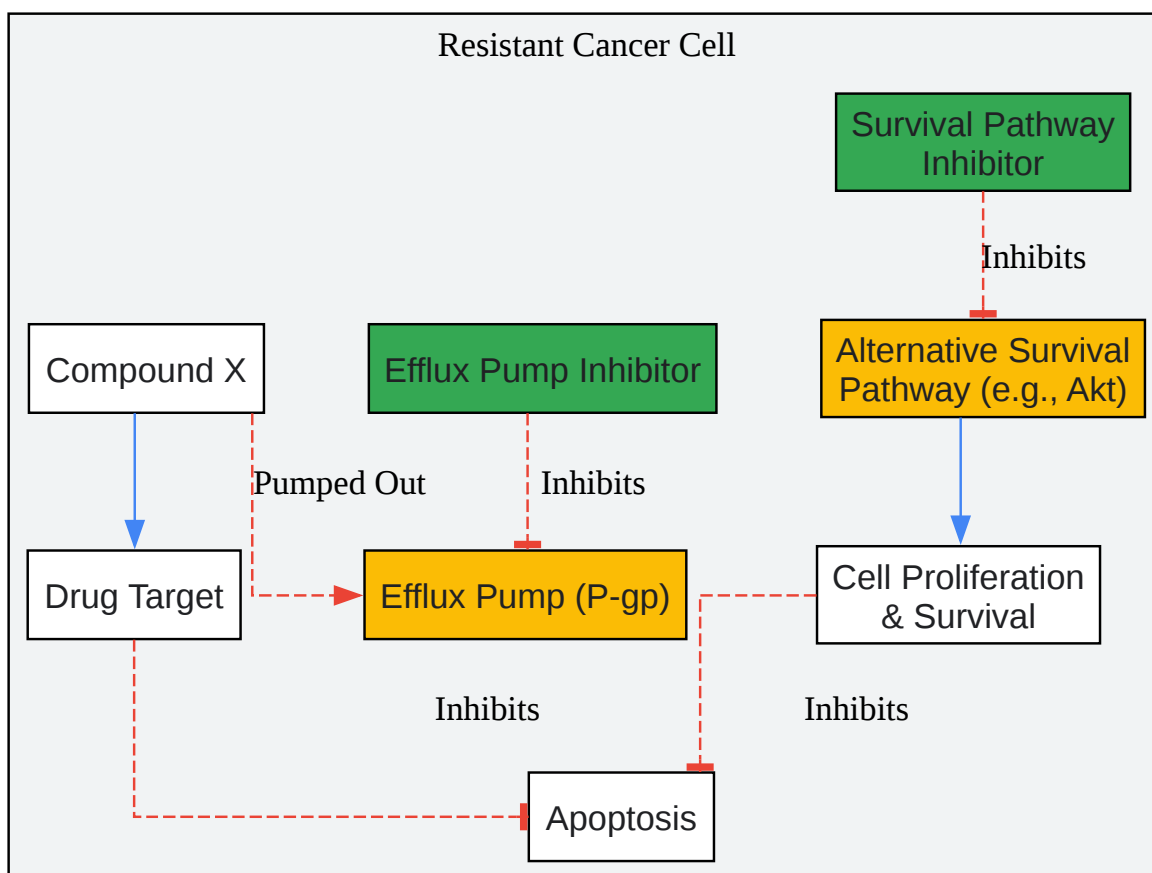 Resistant Cancer Cell
Survival Pathway
Inhibitor
Inhibits
Compound X
Efflux Pump Inhibitor
Alternative Survival
Pathway (e.g., Akt)
Pumped Out
Inhibits
Drug Target
Efflux Pump (P-gp)
Cell Proliferation
& Survival
Inhibits
Inhibits
Apoptosis